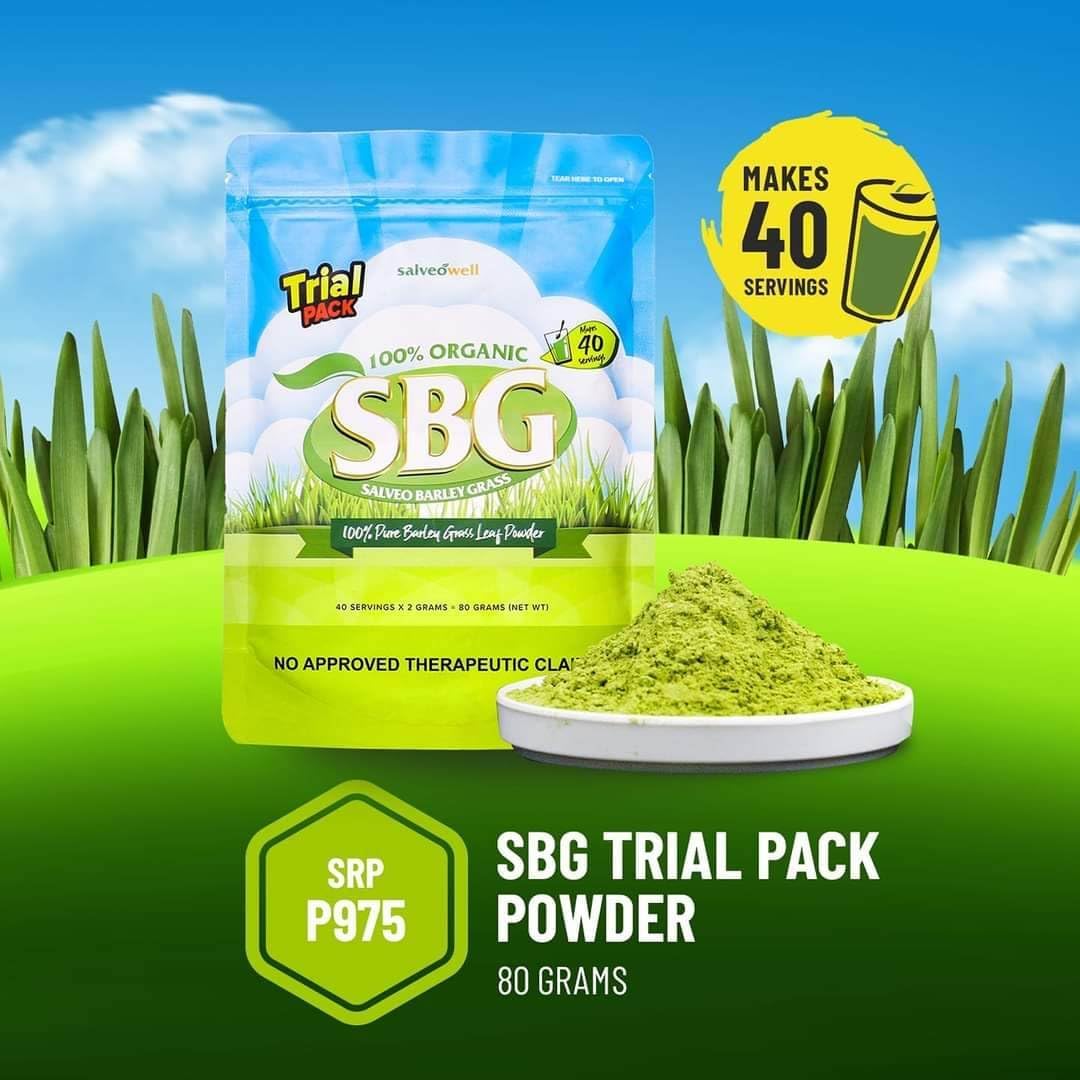 TEAR HERE TO OPEN
salveowell
Trial
PACK
100% ORGANIC
Makes
40
servings
SBG
SALVEO BARLEY GRASS
100% Pure Barley Grass Leaf Powder
40 SERVINGS X 2 GRAMS = 80 GRAMS (NET WT)
NO APPROVED THERAPEUTIC CLA
MAKES
40
SERVINGS
SRP
P975
SBG TRIAL PACK
POWDER
80 GRAMS